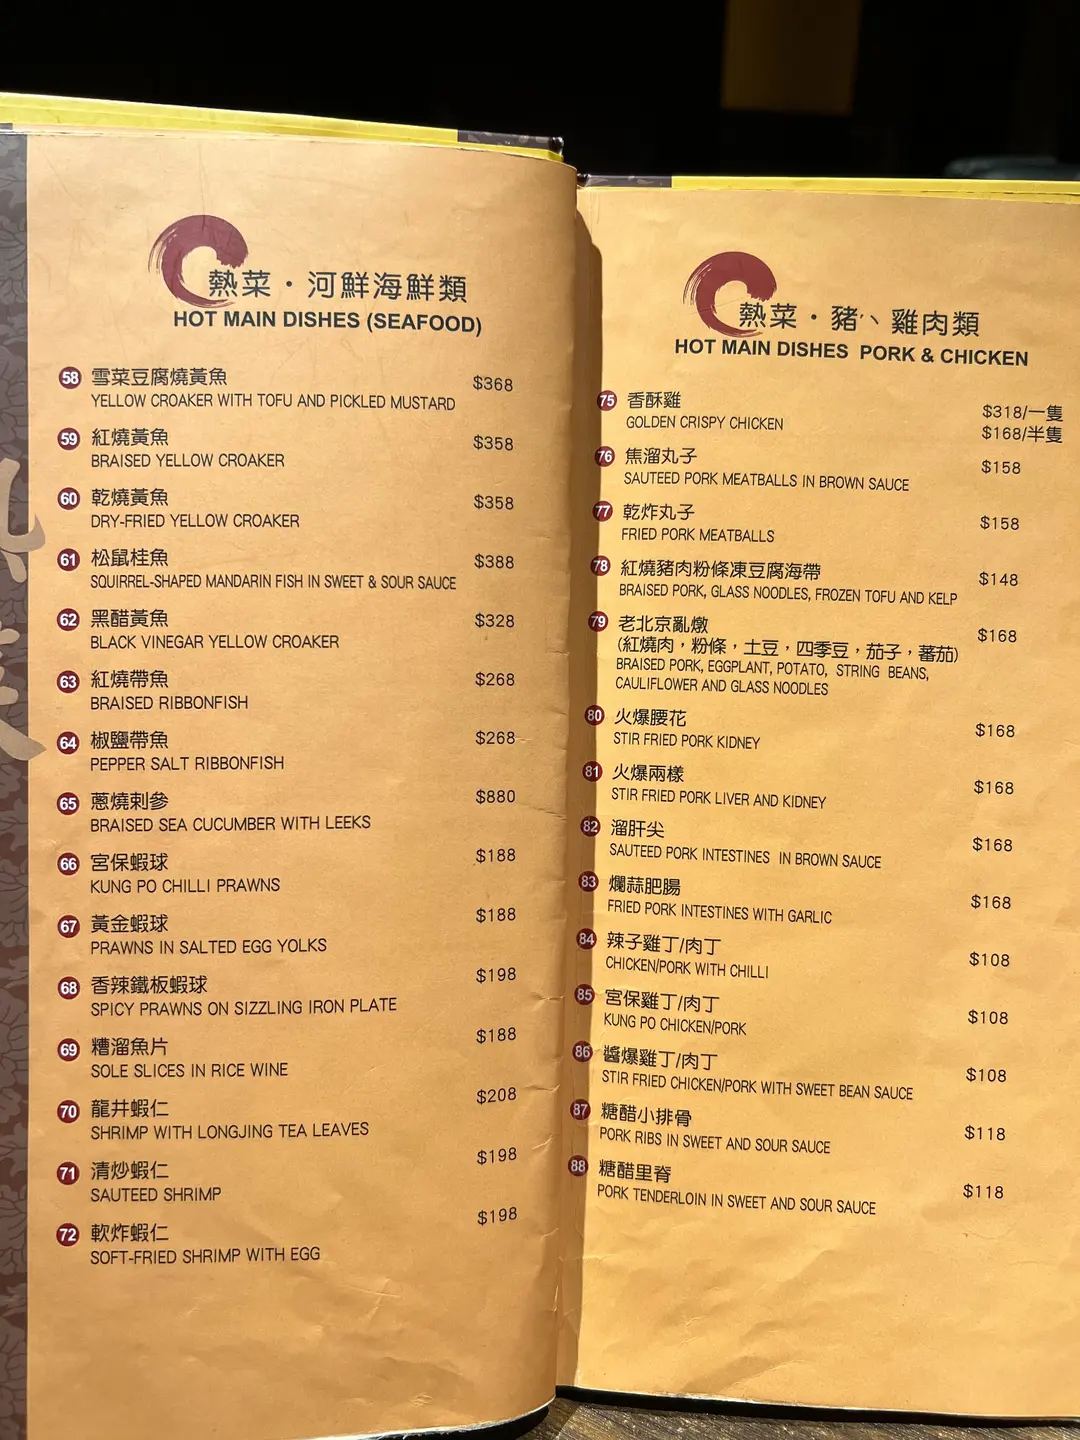 熱菜・河鮮海鮮類
HOT MAIN DISHES (SEAFOOD)
58 雪菜豆腐燒黃魚 $368
YELLOW CROAKER WITH TOFU AND PICKLED MUSTARD
59 紅燒黃魚 $358
BRAISED YELLOW CROAKER
60 乾燒黃魚 $358
DRY-FRIED YELLOW CROAKER
61 松鼠桂魚 $388
SQUIRREL-SHAPED MANDARIN FISH IN SWEET & SOUR SAUCE
62 黑醋黃魚 $328
BLACK VINEGAR YELLOW CROAKER
63 紅燒帶魚 $268
BRAISED RIBBONFISH
64 椒鹽帶魚 $268
PEPPER SALT RIBBONFISH
65 蔥燒刺參 $880
BRAISED SEA CUCUMBER WITH LEEKS
66 宮保蝦球 $188
KUNG PO CHILLI PRAWNS
67 黃金蝦球 $188
PRAWNS IN SALTED EGG YOLKS
68 香辣鐵板蝦球 $198
SPICY PRAWNS ON SIZZLING IRON PLATE
69 糟溜魚片 $188
SOLE SLICES IN RICE WINE
70 龍井蝦仁 $208
SHRIMP WITH LONGJING TEA LEAVES
71 清炒蝦仁 $198
SAUTEED SHRIMP
72 軟炸蝦仁 $198
SOFT-FRIED SHRIMP WITH EGG
熱菜・豬、雞肉類
HOT MAIN DISHES PORK & CHICKEN
75 香酥雞 $318/一隻
GOLDEN CRISPY CHICKEN $168/半隻
76 焦溜丸子 $158
SAUTEED PORK MEATBALLS IN BROWN SAUCE
77 乾炸丸子 $158
FRIED PORK MEATBALLS
78 紅燒豬肉粉條凍豆腐海帶 $148
BRAISED PORK, GLASS NOODLES, FROZEN TOFU AND KELP
79 老北京亂燉 $168
(紅燒肉，粉條，土豆，四季豆，茄子，蕃茄)
BRAISED PORK, EGGPLANT, POTATO, STRING BEANS,
CAULIFLOWER AND GLASS NOODLES
80 火爆腰花 $168
STIR FRIED PORK KIDNEY
81 火爆兩樣 $168
STIR FRIED PORK LIVER AND KIDNEY
82 溜肝尖 $168
SAUTEED PORK INTESTINES IN BROWN SAUCE
83 爛蒜肥腸 $168
FRIED PORK INTESTINES WITH GARLIC
84 辣子雞丁/肉丁 $108
CHICKEN/PORK WITH CHILLI
85 宮保雞丁/肉丁 $108
KUNG PO CHICKEN/PORK
86 醬爆雞丁/肉丁 $108
STIR FRIED CHICKEN/PORK WITH SWEET BEAN SAUCE
87 糖醋小排骨 $118
PORK RIBS IN SWEET AND SOUR SAUCE
88 糖醋里脊 $118
PORK TENDERLOIN IN SWEET AND SOUR SAUCE